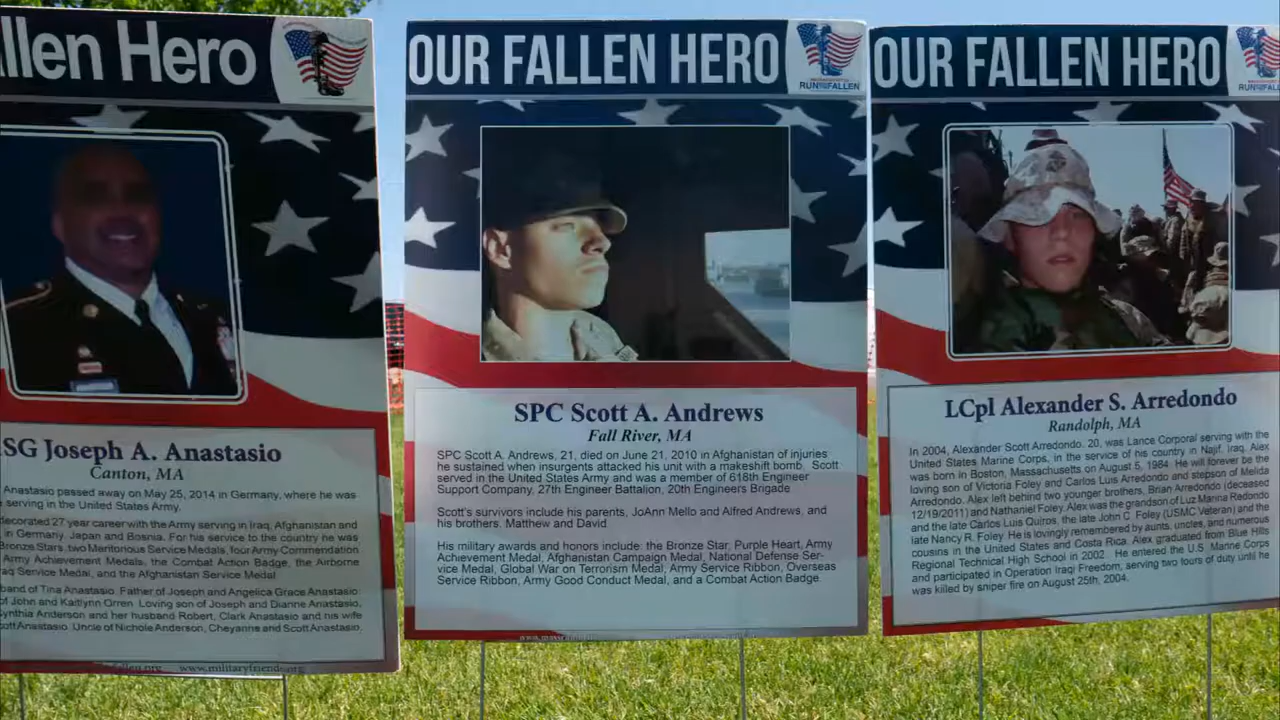 llen Hero
SG Joseph A. Anastasio
Canton, MA
Anastasio passed away on May 25, 2014 in Germany, where he was
serving in the United States Army.
decorated 27 year career with the Army serving in Iraq, Afghanistan and
in Germany, Japan and Bosnia. For his service to the country he was
Bronze Stars, two Meritorious Service Medals, four Army Commendation
Army Achievement Medals, the Combat Action Badge, the Airborne
aq Service Medal, and the Afghanistan Service Medal
band of Tina Anastasio. Father of Joseph and Angelica Grace Anastasio
of John and Kaitlynn Orren. Loving son of Joseph and Dianne Anastasio,
ynthia Anderson and her husband Robert, Clark Anastasio and his wife
ott Anastasio. Uncle of Nichole Anderson, Cheyanne and Scott Anastasio,
fallen.org www.militaryfriends.org
OUR FALLEN HERO
RUN FALLEN
SPC Scott A. Andrews
Fall River, MA
SPC Scott A. Andrews, 21, died on June 21, 2010 in Afghanistan of injuries
he sustained when insurgents attacked his unit with a makeshift bomb. Scott
served in the United States Army and was a member of 618th Engineer
Support Company, 27th Engineer Battalion, 20th Engineers Brigade
Scott's survivors include his parents, JoAnn Mello and Alfred Andrews, and
his brothers, Matthew and David.
His military awards and honors include: the Bronze Star, Purple Heart, Army
Achievement Medal, Afghanistan Campaign Medal, National Defense Ser-
vice Medal, Global War on Terrorism Medal, Army Service Ribbon, Overseas
Service Ribbon, Army Good Conduct Medal, and a Combat Action Badge.
OUR FALLEN HERO
RUN FALLEN
LCpl Alexander S. Arredondo
Randolph, MA
In 2004, Alexander Scott Arredondo, 20, was Lance Corporal serving with the
United States Marine Corps, in the service of his country in Najif, Iraq. Alex
was born in Boston, Massachusetts on August 5, 1984. He will forever be the
loving son of Victoria Foley and Carlos Luis Arredondo and stepson of Melida
Arredondo. Alex left behind two younger brothers, Brian Arredondo (deceased
12/19/2011) and Nathaniel Foley. Alex was the grandson of Luz Marina Redondo
and the late Carlos Luis Quiros, the late John C. Foley (USMC Veteran) and the
late Nancy R. Foley. He is lovingly remembered by aunts, uncles, and numerous
cousins in the United States and Costa Rica. Alex graduated from Blue Hills
Regional Technical High School in 2002. He entered the U.S. Marine Corps
and participated in Operation Iraqi Freedom, serving two tours of duty until he
was killed by sniper fire on August 25th, 2004.